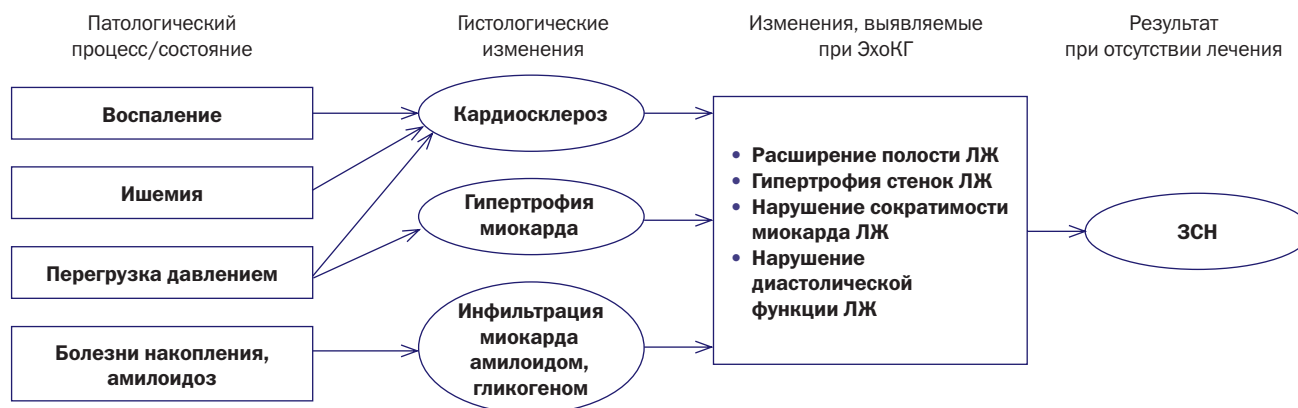 Патологический
процесс/состояние
Гистологические
изменения
Изменения, выявляемые
при ЭхоКГ
Результат
при отсутствии лечения
Воспаление
Ишемия
Перегрузка давлением
Болезни накопления,
амилоидоз
Кардиосклероз
Гипертрофия
миокарда
Инфильтрация
миокарда
амилоидом,
гликогеном
• Расширение полости ЛЖ
• Гипертрофия стенок ЛЖ
• Нарушение сократимости
миокарда ЛЖ
• Нарушение
диастолической
функции ЛЖ
ЗСН